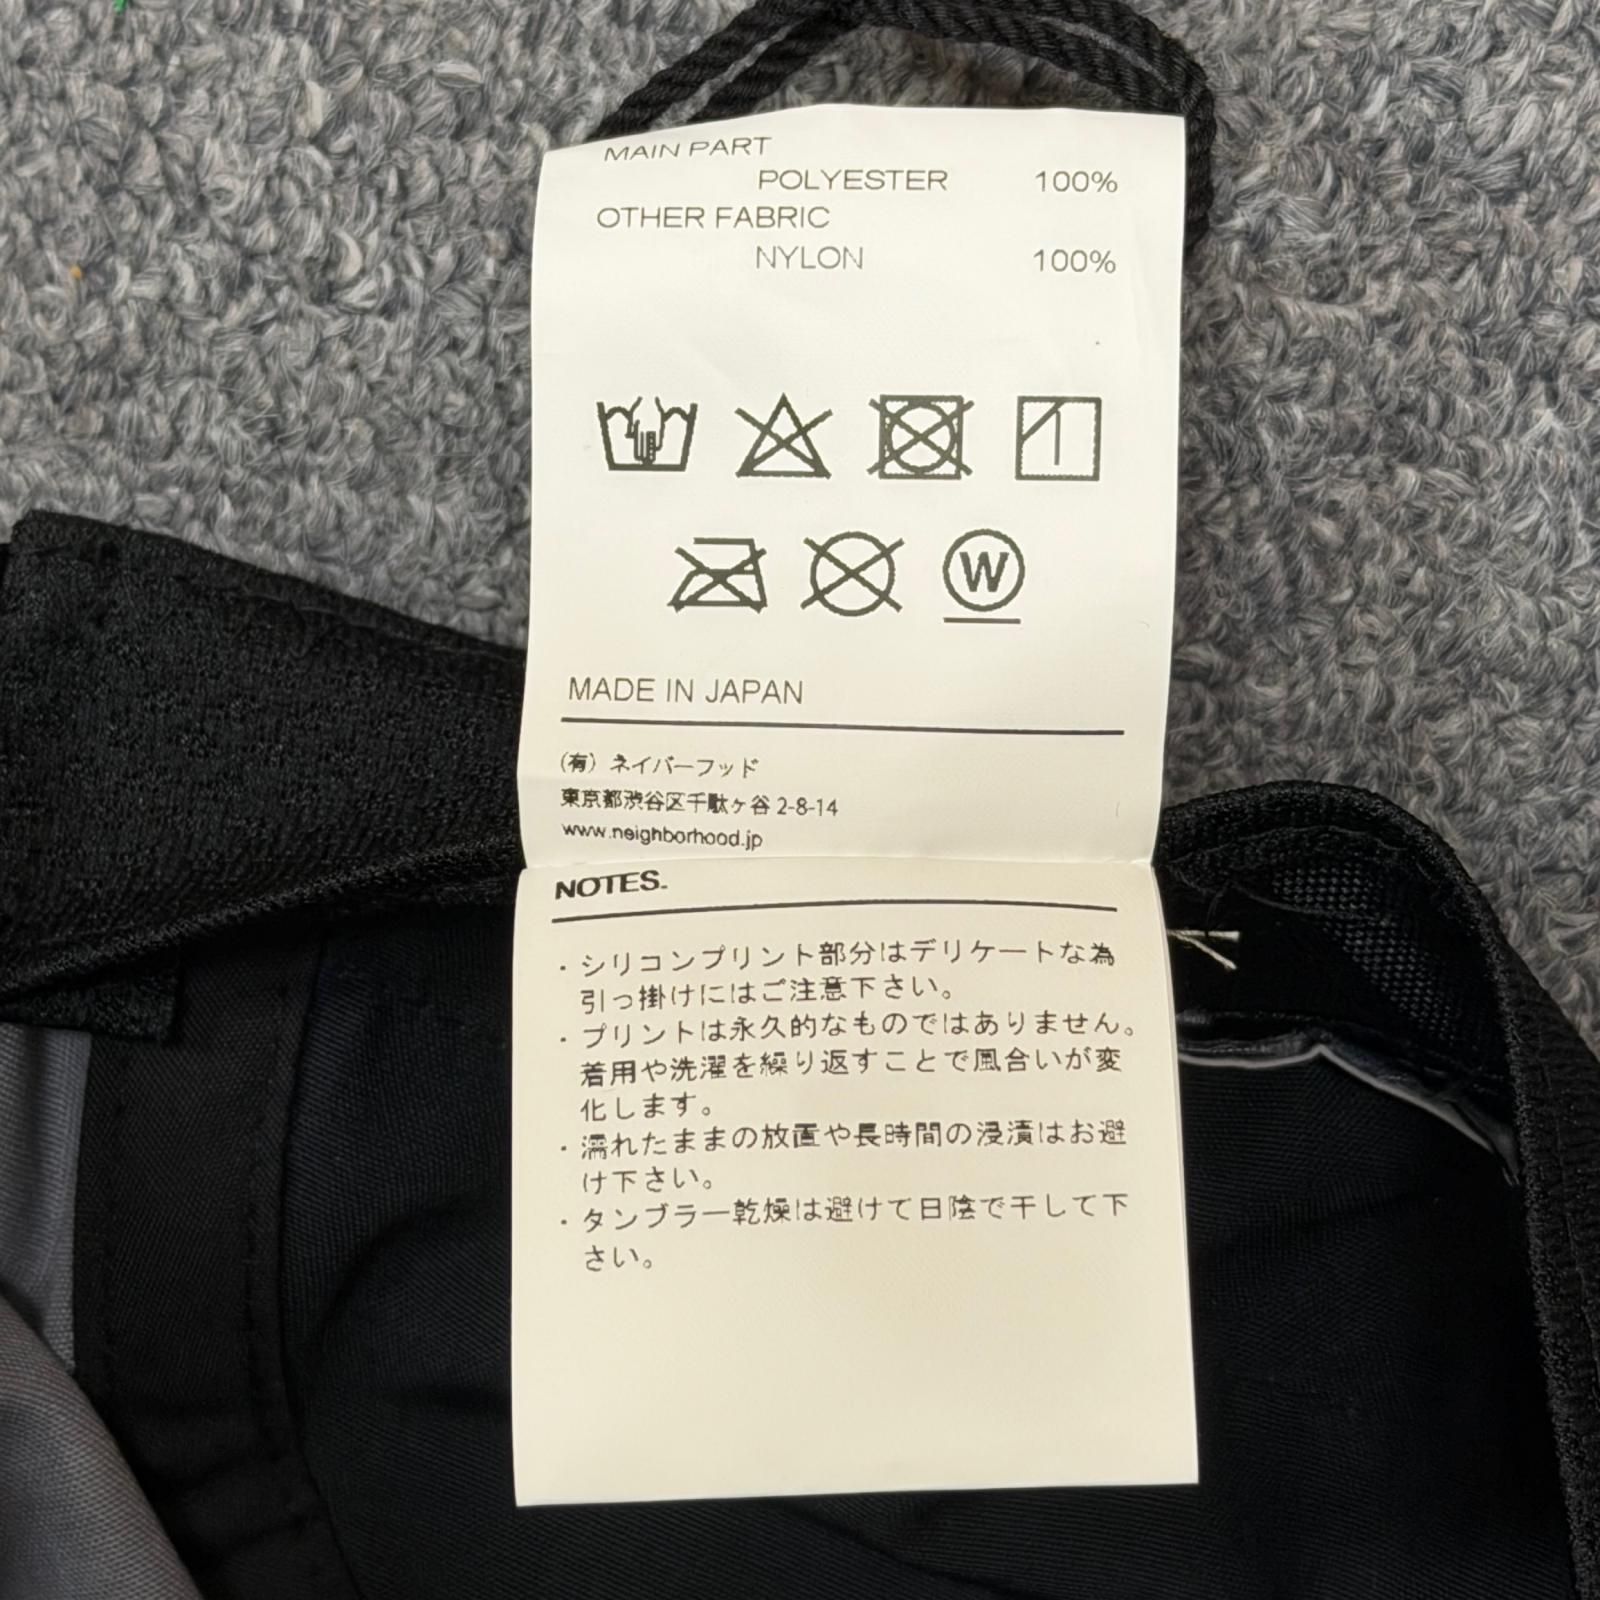 MAIN PART
POLYESTER 100%
OTHER FABRIC
NYLON 100%
W
MADE IN JAPAN
(有) ネイバーフッド
東京都渋谷区千駄ヶ谷 2-8-14
www.neighborhood.jp
NOTES.
・シリコンプリント部分はデリケートな為
引っ掛けにはご注意下さい。
・プリントは永久的なものではありません。
着用や洗濯を繰り返すことで風合いが変
化します。
・濡れたままの放置や長時間の浸漬はお避
け下さい。
・タンブラー乾燥は避けて日陰で干して下
さい。